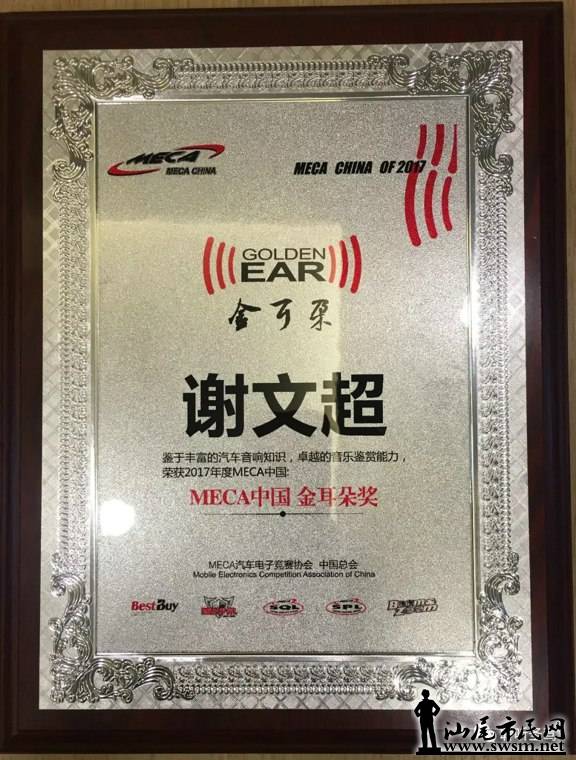 MECA
MECA CHINA
MECA CHINA OF 2017
GOLDEN
EAR
金耳朵
谢文超
鉴于丰富的汽车音响知识，卓越的音乐鉴赏能力，
荣获2017年度MECA中国:
MECA中国 金耳朵奖
MECA汽车电子竞赛协会 中国总会
Mobile Electronics Competition Association of China
BestBuy
SQL
SPL
汕尾市民网
www.swsm.net